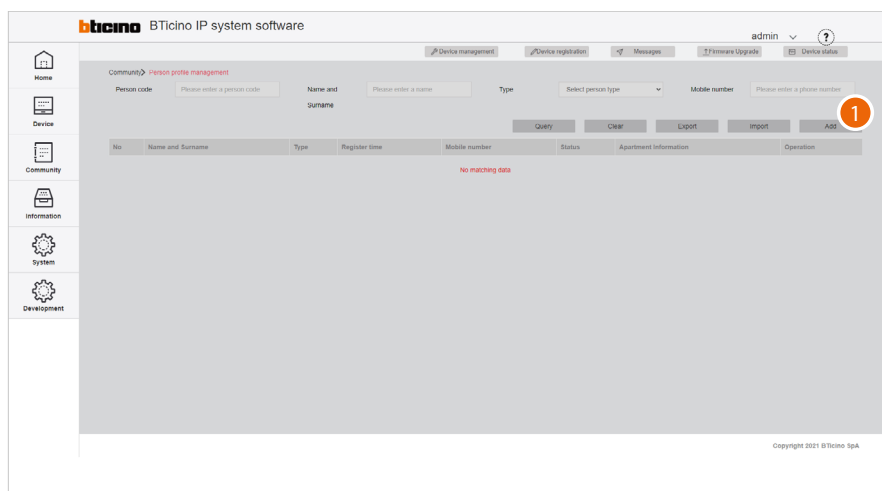 bticino BTicino IP system software
admin ?
Device management Device registration Messages Firmware Upgrade Device status
Home
Device
Community
Information
System
Development
Community> Person profile management
Person code Please enter a person code Name and Surname Please enter a name Type Select person type Mobile number Please enter a phone number
1
Query Clear Export Import Add
No Name and Surname Type Register time Mobile number Status Apartment Information Operation
No matching data
Copyright 2021 BTicino SpA